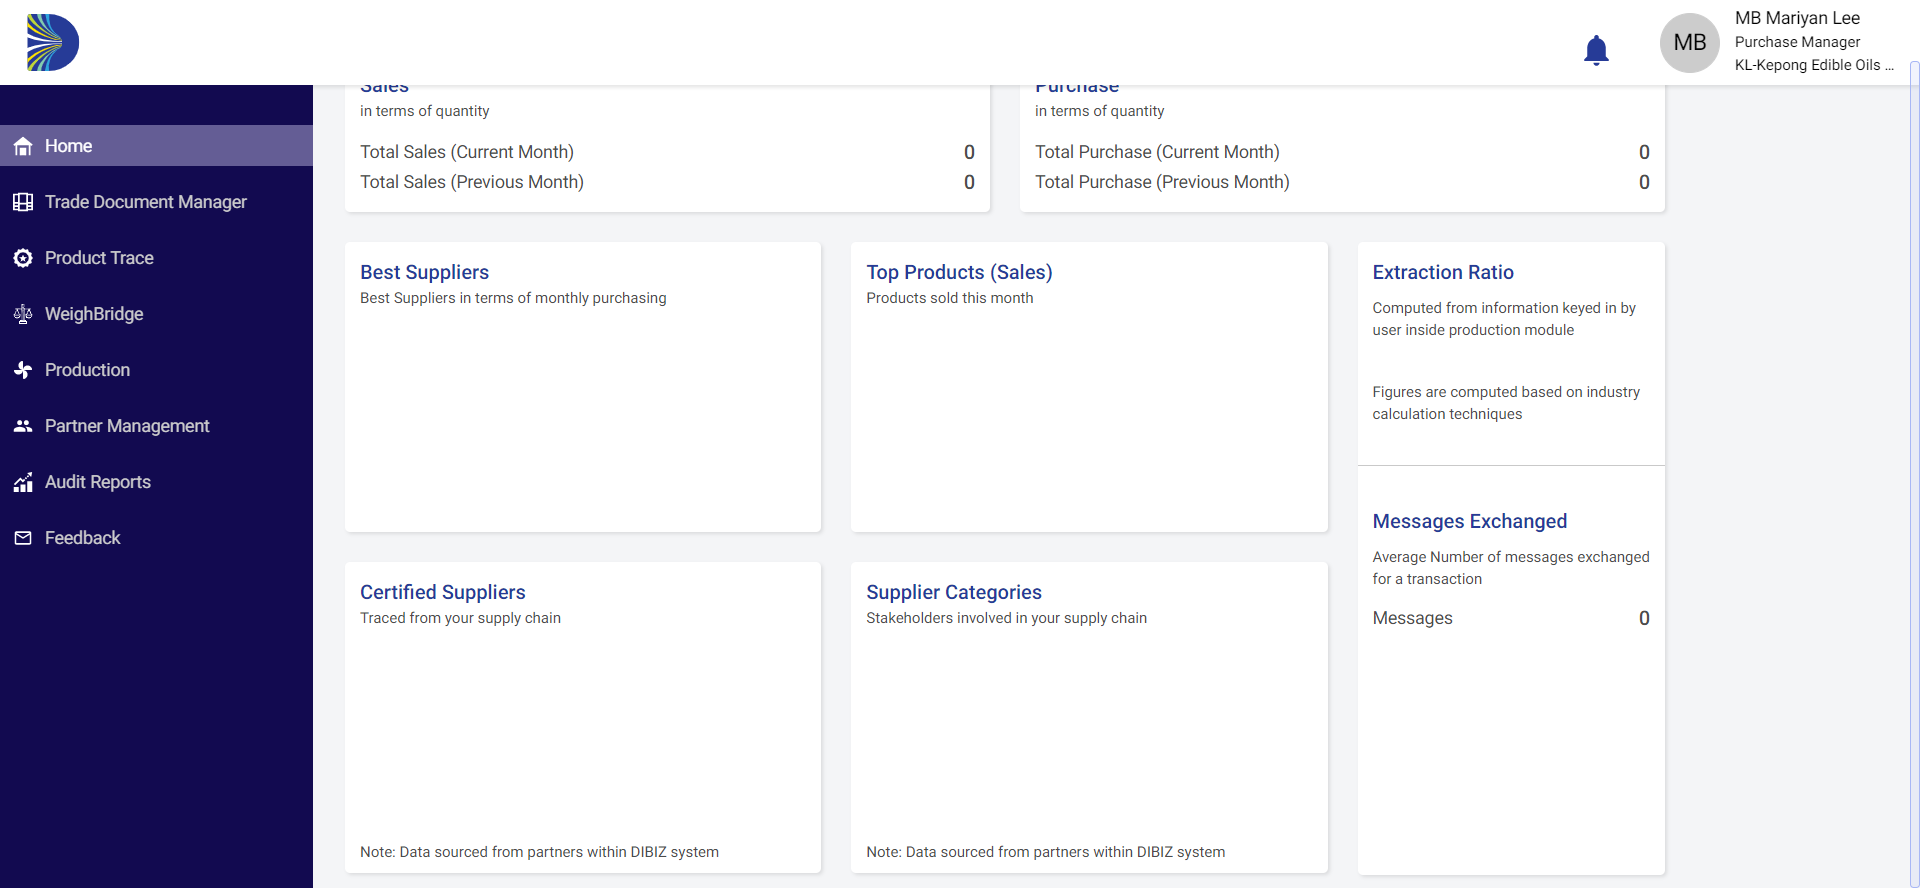 MB
MB Mariyan Lee
Purchase Manager
KL-Kepong Edible Oils ...
Home
Trade Document Manager
Product Trace
WeighBridge
Production
Partner Management
Audit Reports
Feedback
Sales
in terms of quantity
Total Sales (Current Month) 0
Total Sales (Previous Month) 0
Purchase
in terms of quantity
Total Purchase (Current Month) 0
Total Purchase (Previous Month) 0
Best Suppliers
Best Suppliers in terms of monthly purchasing
Top Products (Sales)
Products sold this month
Extraction Ratio
Computed from information keyed in by
user inside production module
Figures are computed based on industry
calculation techniques
Certified Suppliers
Traced from your supply chain
Note: Data sourced from partners within DIBIZ system
Supplier Categories
Stakeholders involved in your supply chain
Note: Data sourced from partners within DIBIZ system
Messages Exchanged
Average Number of messages exchanged
for a transaction
Messages 0